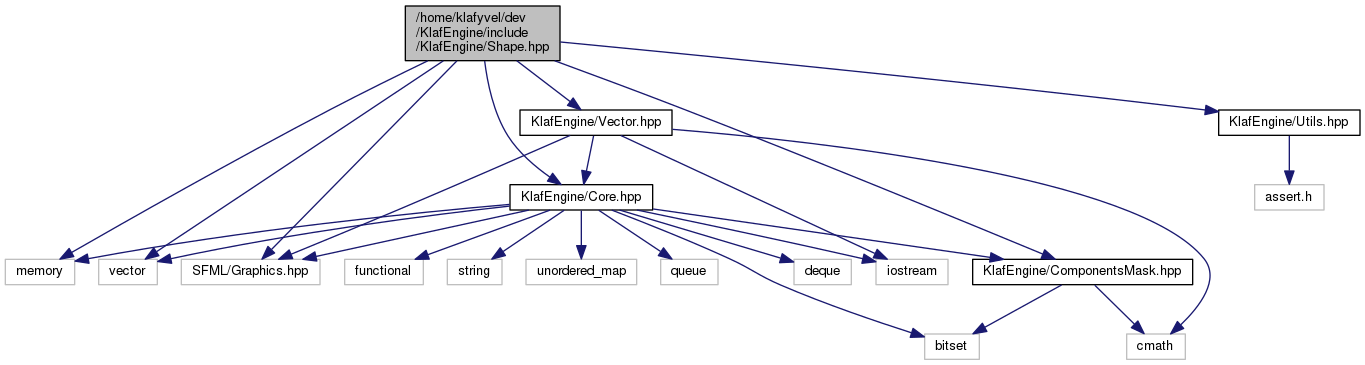 /home/klafyvel/dev
/KlafEngine/include
/KlafEngine/Shape.hpp
KlafEngine/Vector.hpp
KlafEngine/Utils.hpp
KlafEngine/Core.hpp
assert.h
memory
vector
SFML/Graphics.hpp
functional
string
unordered_map
queue
deque
iostream
KlafEngine/ComponentsMask.hpp
bitset
cmath